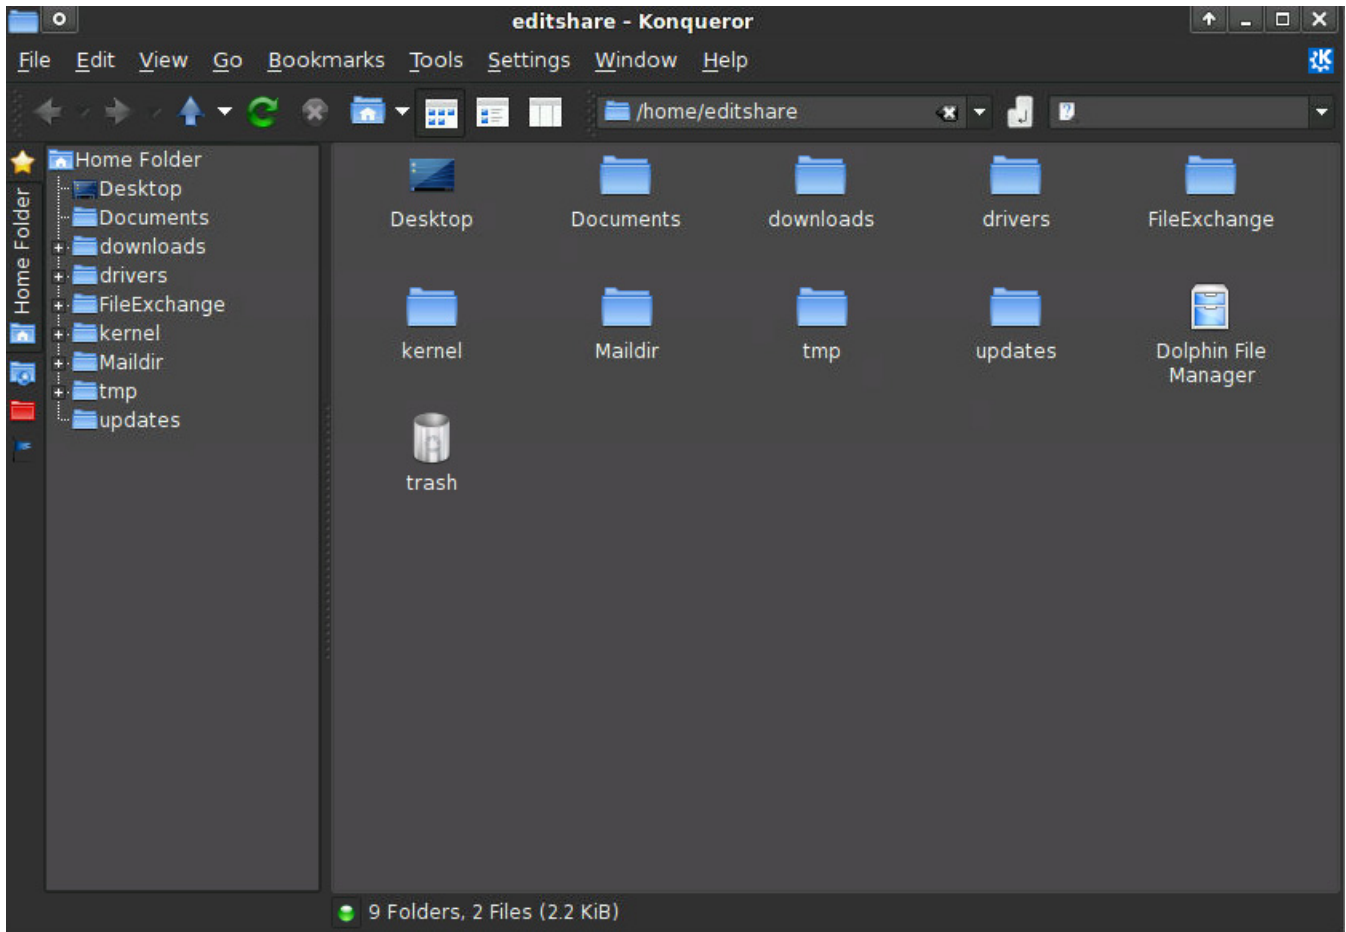 editshare - Konqueror
File Edit View Go Bookmarks Tools Settings Window Help
/home/editshare
Home Folder
Home Folder
Desktop
Documents
downloads
drivers
FileExchange
kernel
Maildir
tmp
updates
Desktop Documents downloads drivers FileExchange
kernel Maildir tmp updates Dolphin File
Manager
trash
9 Folders, 2 Files (2.2 KiB)